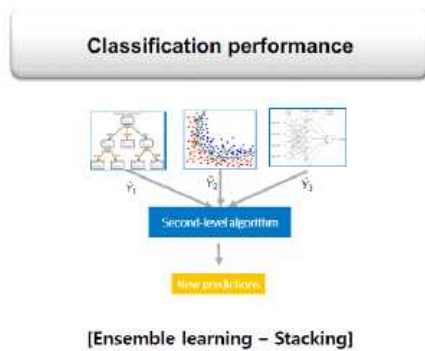 Classification performance
Ŷ₁
Ŷ₂
Ŷ₃
Second-level algorithm
New predictions
[Ensemble learning – Stacking]